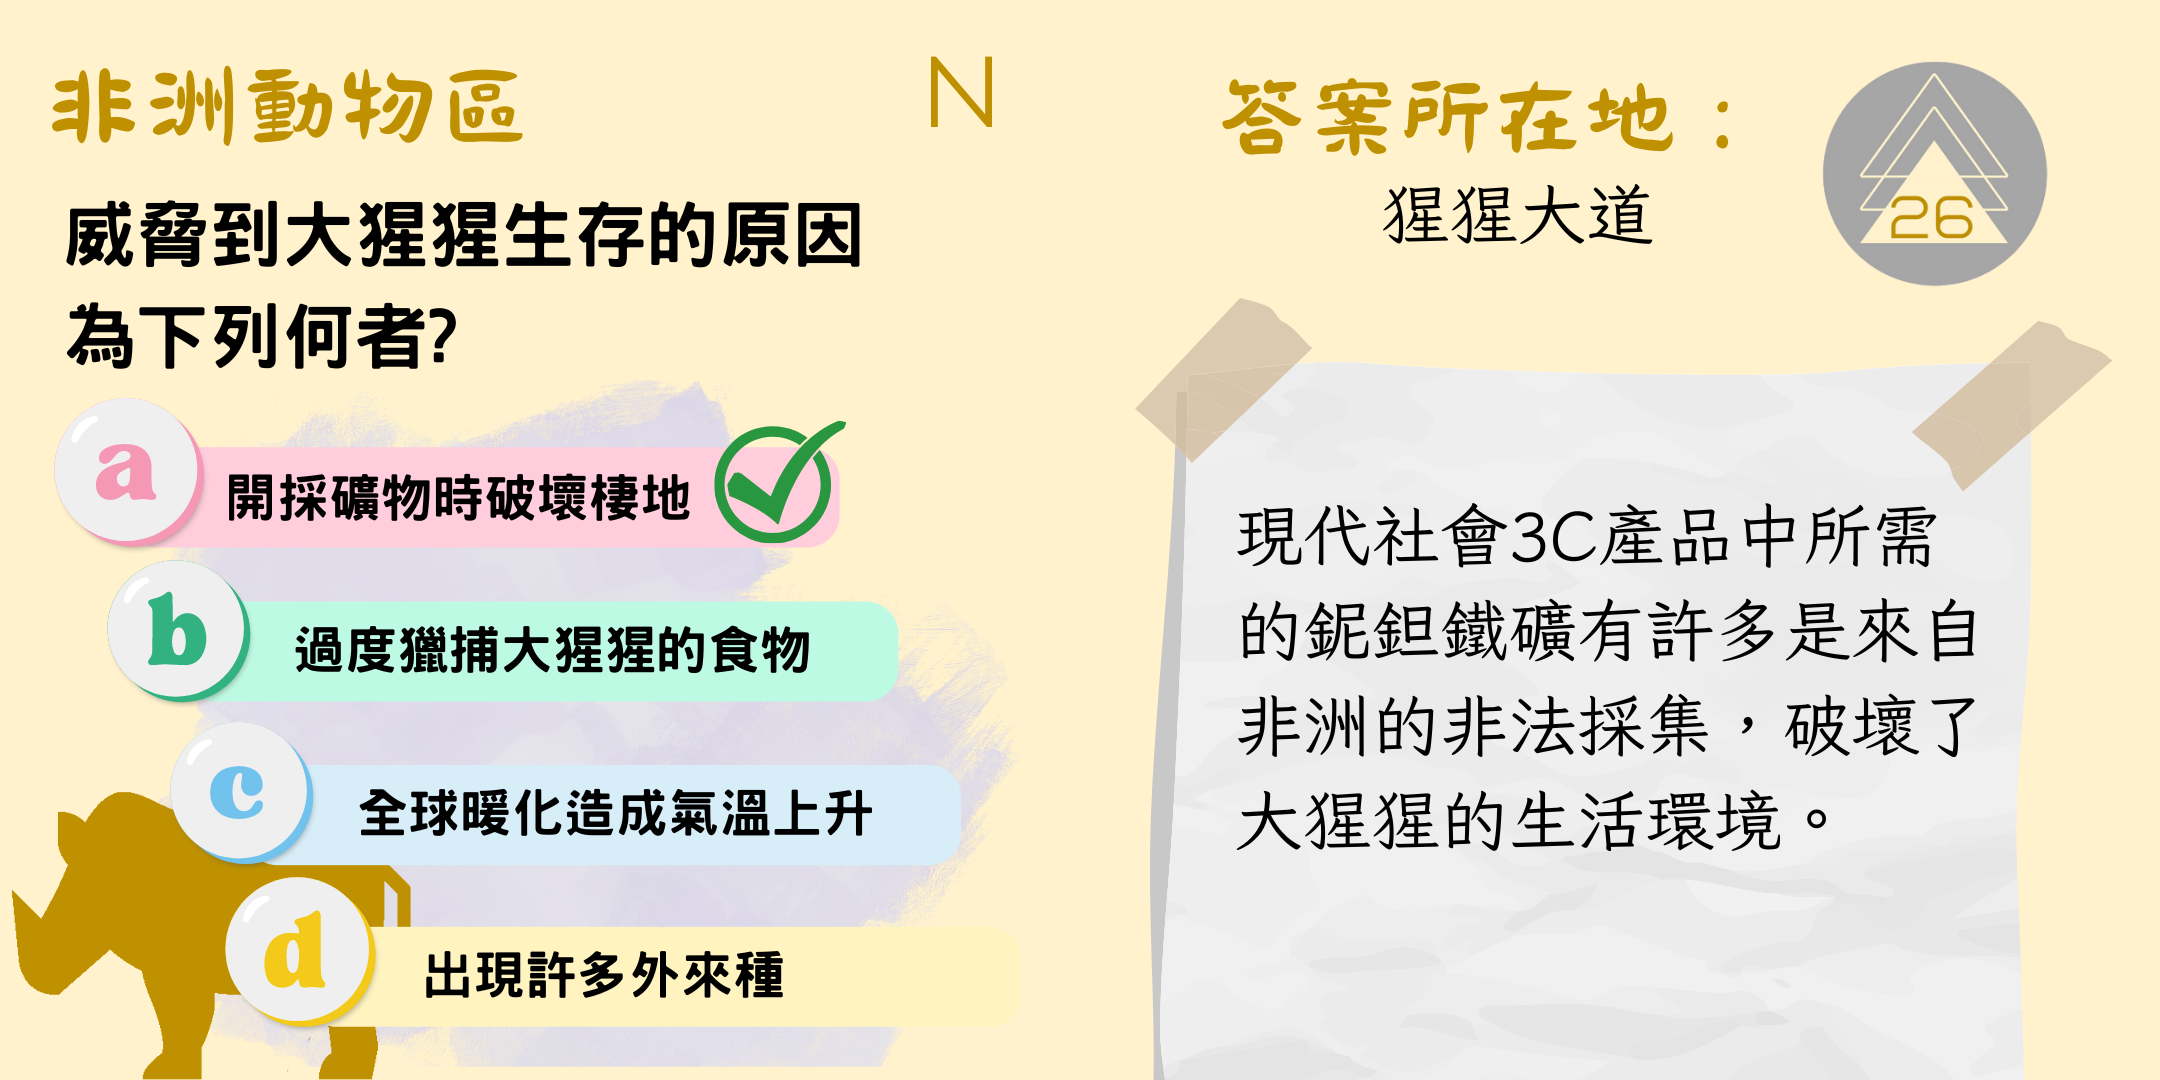 非洲動物區
N
威脅到大猩猩生存的原因
為下列何者?
a
開採礦物時破壞棲地
b
過度獵捕大猩猩的食物
c
全球暖化造成氣溫上升
d
出現許多外來種
答案所在地：
猩猩大道
26
現代社會3C產品中所需
的鈮鉭鐵礦有許多是來自
非洲的非法採集，破壞了
大猩猩的生活環境。